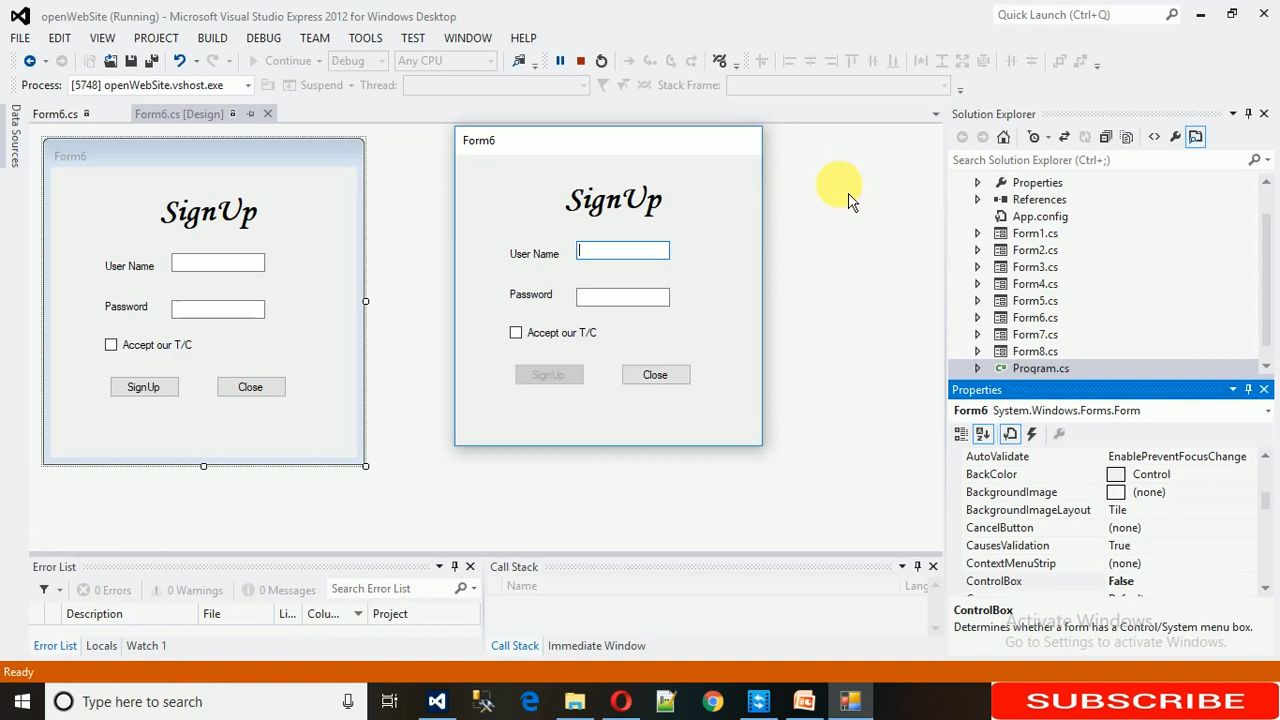 openWebSite (Running) - Microsoft Visual Studio Express 2012 for Windows Desktop
Quick Launch (Ctrl+Q)
FILE EDIT VIEW PROJECT BUILD DEBUG TEAM TOOLS TEST WINDOW HELP
Continue Debug Any CPU
Process: [5748] openWebSite.vshost.exe Suspend Thread: Stack Frame:
Data Sources
Form6.cs Form6.cs [Design]
Form6
SignUp
User Name
Password
Accept our T/C
SignUp Close
Form6
SignUp
User Name
Password
Accept our T/C
SignUp Close
Solution Explorer
Search Solution Explorer (Ctrl+;)
Properties
References
App.config
Form1.cs
Form2.cs
Form3.cs
Form4.cs
Form5.cs
Form6.cs
Form7.cs
Form8.cs
Program.cs
Properties
Form6 System.Windows.Forms.Form
AutoValidate EnablePreventFocusChange
BackColor Control
BackgroundImage (none)
BackgroundImageLayout Tile
CancelButton (none)
CausesValidation True
ContextMenuStrip (none)
ControlBox False
ControlBox
Determines whether a form has a Control/System menu box.
Activate Windows
Go to Settings to activate Windows.
Error List
0 Errors 0 Warnings 0 Messages Search Error List
Description File Li... Colu... Project
Error List Locals Watch 1
Call Stack
Name Lang
Call Stack Immediate Window
Ready
Type here to search
SUBSCRIBE